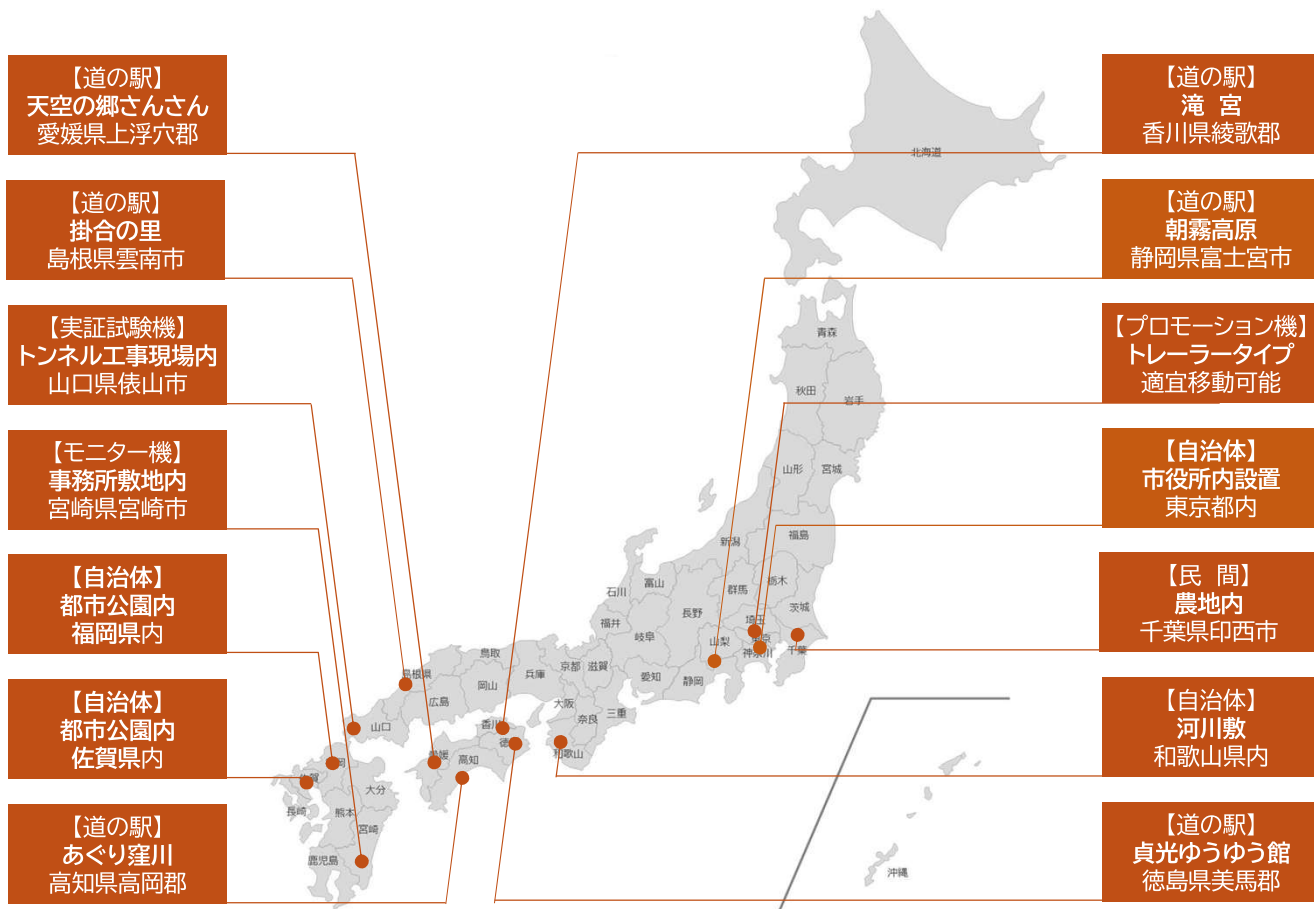 【道の駅】
天空の郷さんさん
愛媛県上浮穴郡
【道の駅】
掛合の里
島根県雲南市
【実証試験機】
トンネル工事現場内
山口県俵山市
【モニター機】
事務所敷地内
宮崎県宮崎市
【自治体】
都市公園内
福岡県内
【自治体】
都市公園内
佐賀県内
【道の駅】
あぐり窪川
高知県高岡郡
【道の駅】
滝 宮
香川県綾歌郡
【道の駅】
朝霧高原
静岡県富士宮市
【プロモーション機】
トレーラータイプ
適宜移動可能
【自治体】
市役所内設置
東京都内
【民 間】
農地内
千葉県印西市
【自治体】
河川敷
和歌山県内
【道の駅】
貞光ゆうゆう館
徳島県美馬郡
北海道
青森
秋田
岩手
山形
宮城
新潟
福島
栃木
群馬
茨城
埼玉
千葉
神奈川
山梨
長野
静岡
愛知
岐阜
富山
石川
福井
滋賀
京都
三重
奈良
大阪
和歌山
兵庫
鳥取
岡山
島根県
広島
山口
香川
高知
大分
熊本
宮崎
長崎
鹿児島
沖縄